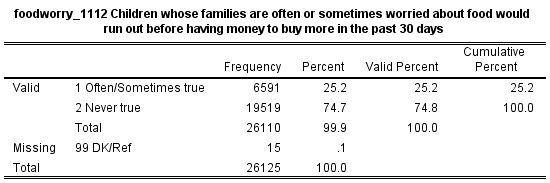 foodworry_1112 Children whose families are often or sometimes worried about food would
run out before having money to buy more in the past 30 days
Frequency Percent Valid Percent Cumulative Percent
Valid 1 Often/Sometimes true 6591 25.2 25.2 25.2
2 Never true 19519 74.7 74.8 100.0
Total 26110 99.9 100.0
Missing 99 DK/Ref 15 .1
Total 26125 100.0